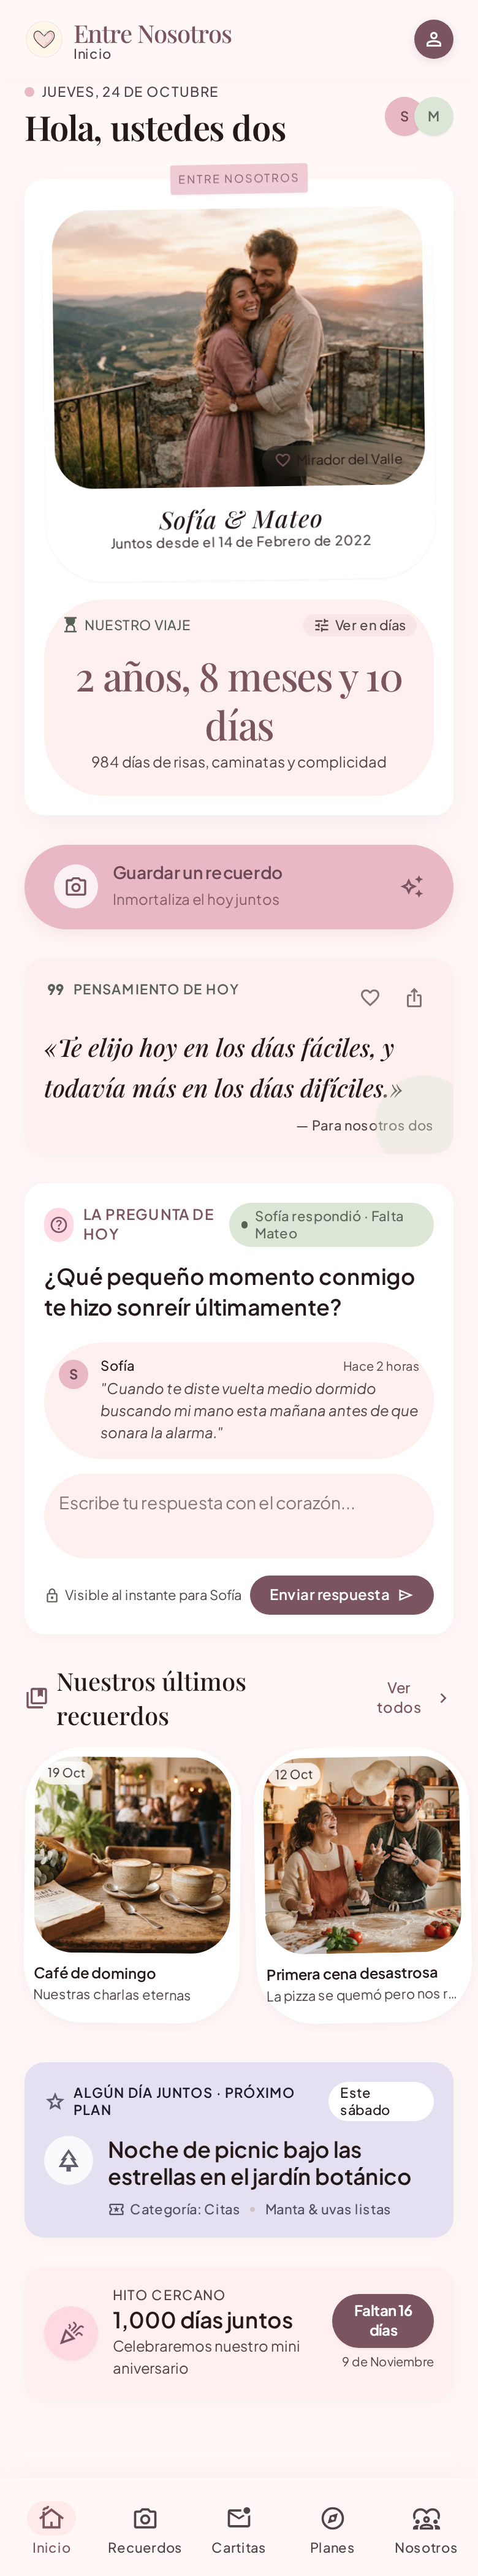 Entre Nosotros
Inicio
JUEVES, 24 DE OCTUBRE
Hola, ustedes dos
S
M
ENTRE NOSOTROS
Mirador del Valle
Sofía & Mateo
Juntos desde el 14 de Febrero de 2022
NUESTRO VIAJE
Ver en días
2 años, 8 meses y 10
días
984 días de risas, caminatas y complicidad
Guardar un recuerdo
Inmortaliza el hoy juntos
PENSAMIENTO DE HOY
«Te elijo hoy en los días fáciles, y
todavía más en los días difíciles.»
— Para nosotros dos
LA PREGUNTA DE
HOY
Sofía respondió · Falta
Mateo
¿Qué pequeño momento conmigo
te hizo sonreír últimamente?
S
Sofía
Hace 2 horas
"Cuando te diste vuelta medio dormido
buscando mi mano esta mañana antes de que
sonara la alarma."
Escribe tu respuesta con el corazón...
Visible al instante para Sofía
Enviar respuesta
Nuestros últimos
recuerdos
Ver
todos
19 Oct
12 Oct
Café de domingo
Nuestras charlas eternas
Primera cena desastrosa
La pizza se quemó pero nos r...
ALGÚN DÍA JUNTOS · PRÓXIMO
PLAN
Este
sábado
Noche de picnic bajo las
estrellas en el jardín botánico
Categoría: Citas
Manta & uvas listas
HITO CERCANO
1,000 días juntos
Celebraremos nuestro mini
aniversario
Faltan 16
días
9 de Noviembre
Inicio
Recuerdos
Cartitas
Planes
Nosotros